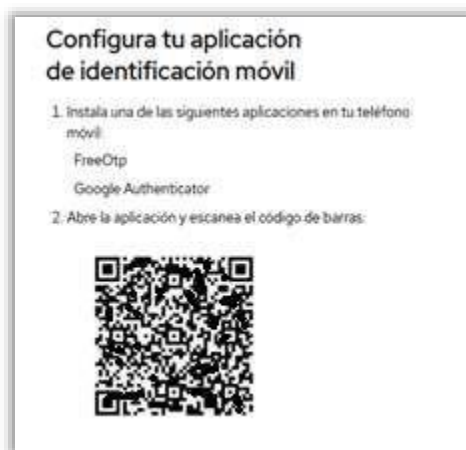 Configura tu aplicación
de identificación móvil
1. Instala una de las siguientes aplicaciones en tu teléfono
móvil:
FreeOtp
Google Authenticator
2. Abre la aplicación y escanea el código de barras: